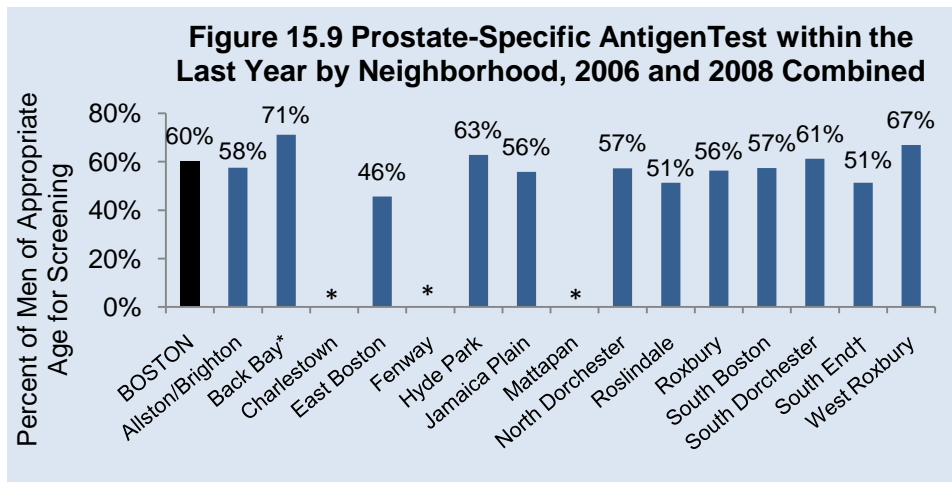 Figure 15.9 Prostate-Specific AntigenTest within the
Last Year by Neighborhood, 2006 and 2008 Combined
Percent of Men of Appropriate
Age for Screening
80%
60%
40%
20%
0%
60%
58%
71%
*
46%
*
63%
56%
*
57%
51%
56%
57%
61%
51%
67%
BOSTON
Allston/Brighton
Back Bay*
Charlestown
East Boston
Fenway
Hyde Park
Jamaica Plain
Mattapan
North Dorchester
Roslindale
Roxbury
South Boston
South Dorchester
South End†
West Roxbury